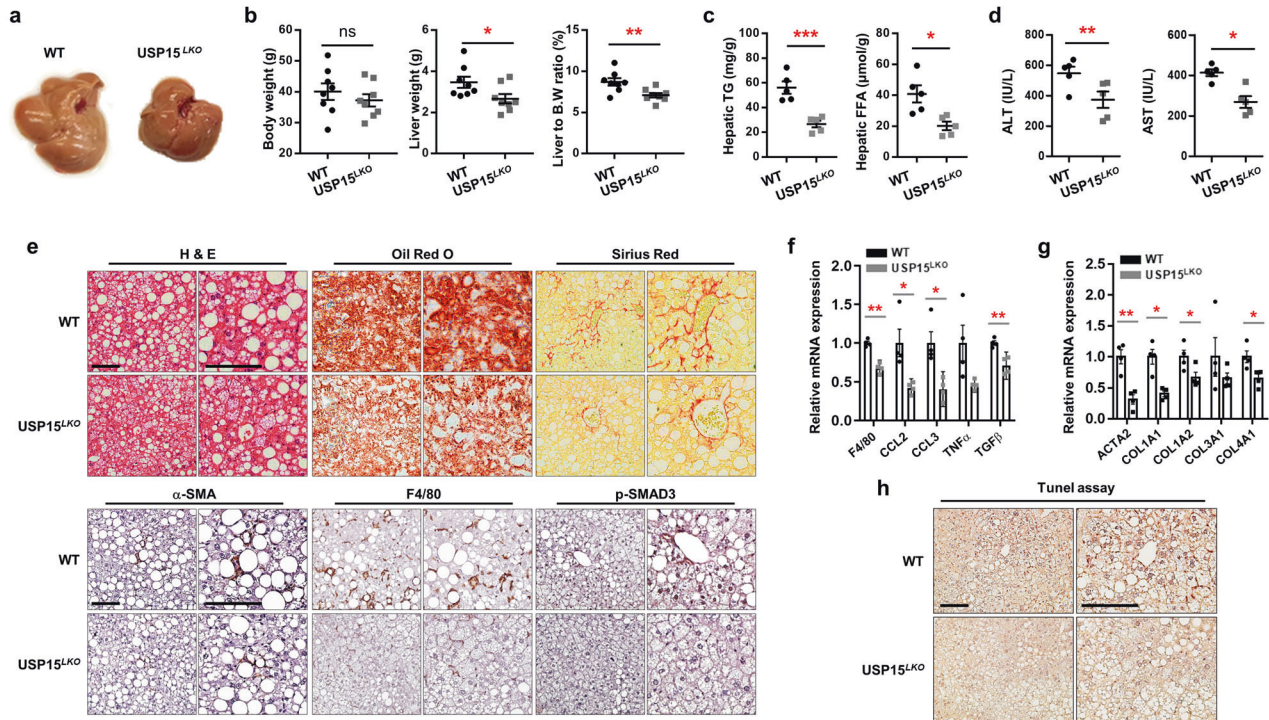 a
WT
USP15 LKO
b
Body weight (g)
60
50
40
30
20
ns
WT
USP15LKO
Liver weight (g)
6
4
2
0
*
WT
USP15LKO
Liver to B.W ratio (%)
15
10
5
0
**
WT
USP15LKO
c
Hepatic TG (mg/g)
100
80
60
40
20
0
***
WT
USP15LKO
Hepatic FFA (μmol/g)
80
60
40
20
0
*
WT
USP15LKO
d
ALT (IU/L)
800
600
400
200
0
**
WT
USP15LKO
AST (IU/L)
600
400
200
0
*
WT
USP15LKO
e
H & E
Oil Red O
Sirius Red
WT
USP15LKO
α-SMA
F4/80
p-SMAD3
WT
USP15LKO
f
WT
USP15LKO
Relative mRNA expression
2.0
1.5
1.0
0.5
0.0
**
*
*
**
F4/80
CCL2
CCL3
TNFα
TGFβ
g
WT
USP15LKO
Relative mRNA expression
2.5
2.0
1.5
1.0
0.5
0.0
**
*
*
*
ACTA2
COL1A1
COL1A2
COL3A1
COL4A1
h
Tunel assay
WT
USP15LKO